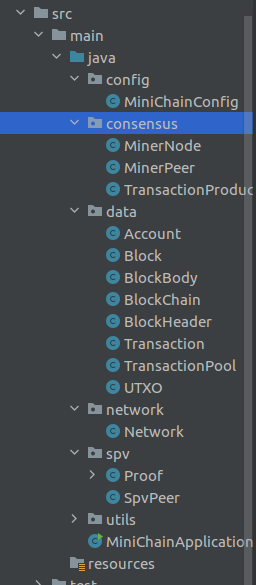 src
main
java
config
MiniChainConfig
consensus
MinerNode
MinerPeer
TransactionProduc
data
Account
Block
BlockBody
BlockChain
BlockHeader
Transaction
TransactionPool
UTXO
network
Network
spv
Proof
SpvPeer
utils
MiniChainApplication
resources
test